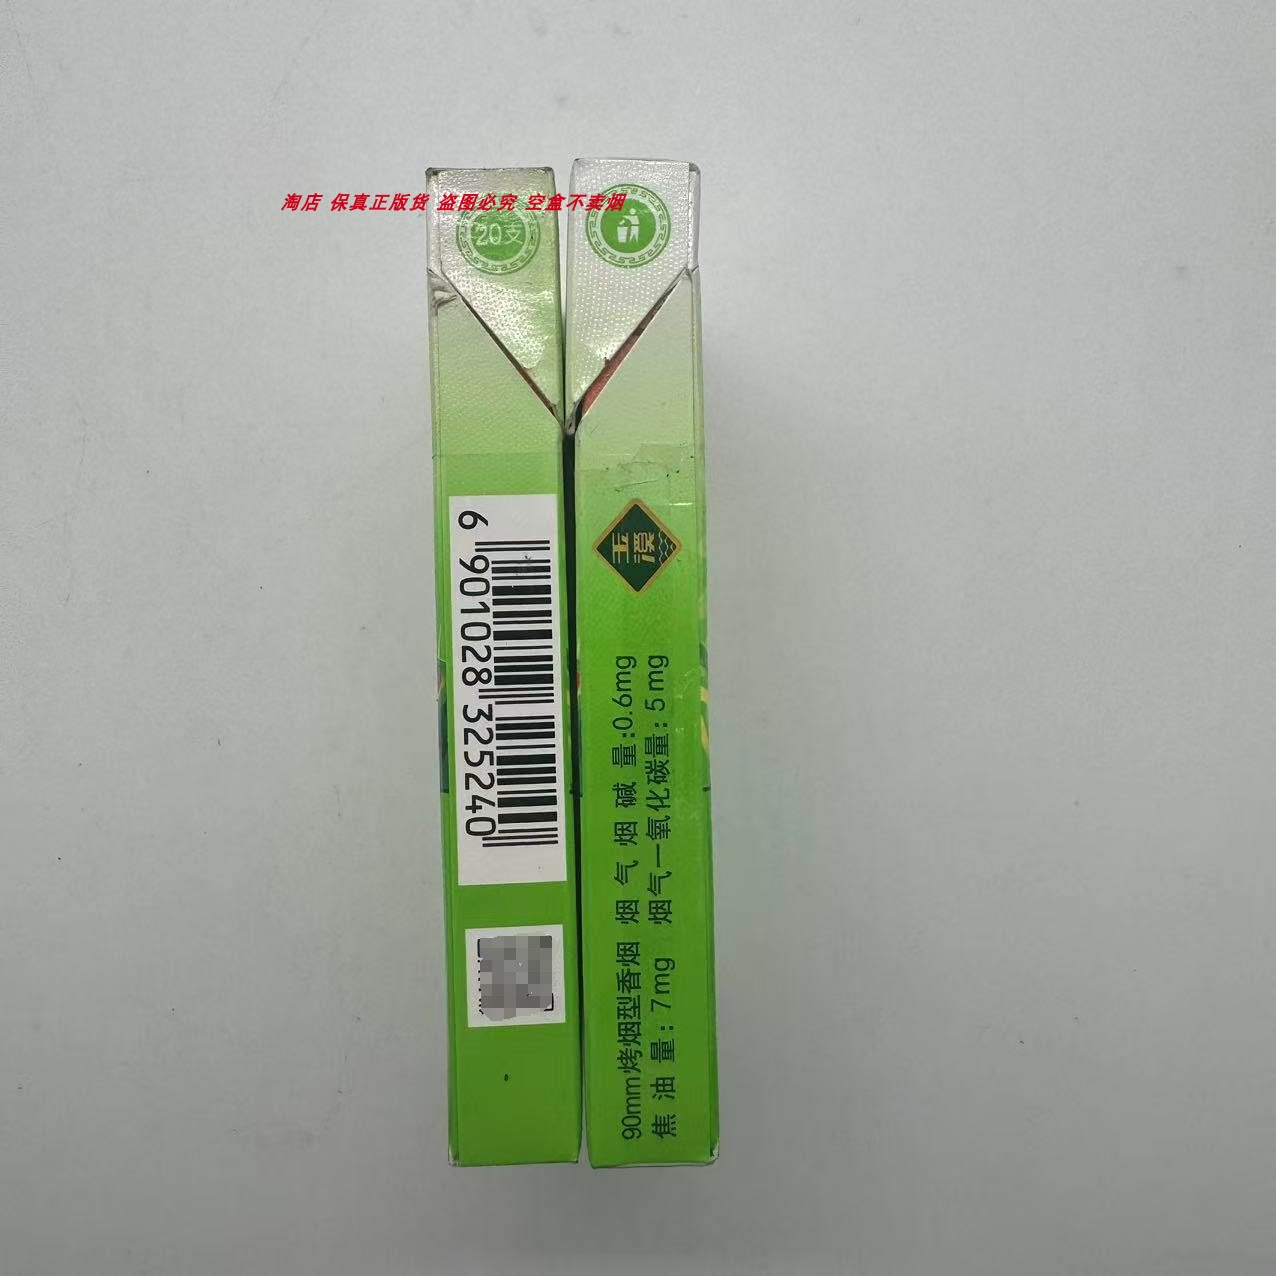 淘店 保真正版货 盗图必究 空盒不卖烟
20支
6 901028 325240
玉溪
90mm烤烟型香烟 烟气烟碱量:0.6mg
焦油量:7mg 烟气一氧化碳量:5mg